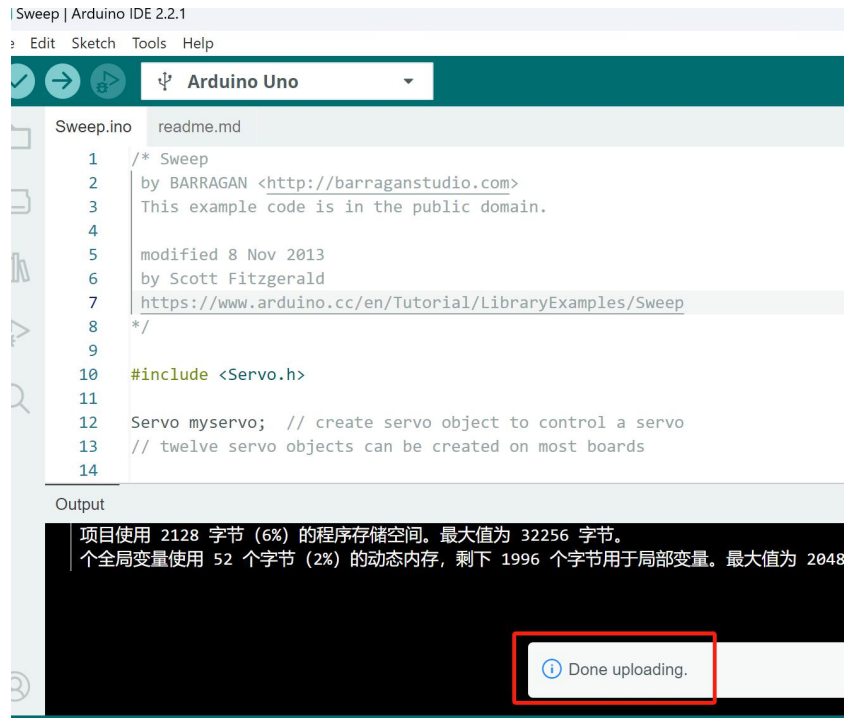 Sweep | Arduino IDE 2.2.1
Edit Sketch Tools Help
Arduino Uno
Sweep.ino readme.md
1 /* Sweep
2 by BARRAGAN <http://barraganstudio.com>
3 This example code is in the public domain.
4
5 modified 8 Nov 2013
6 by Scott Fitzgerald
7 https://www.arduino.cc/en/Tutorial/LibraryExamples/Sweep
8 */
9
10 #include <Servo.h>
11
12 Servo myservo;  // create servo object to control a servo
13 // twelve servo objects can be created on most boards
14
Output
项目使用 2128 字节 (6%) 的程序存储空间。最大值为 32256 字节。
个全局变量使用 52 个字节 (2%) 的动态内存，剩下 1996 个字节用于局部变量。最大值为 2048
Done uploading.